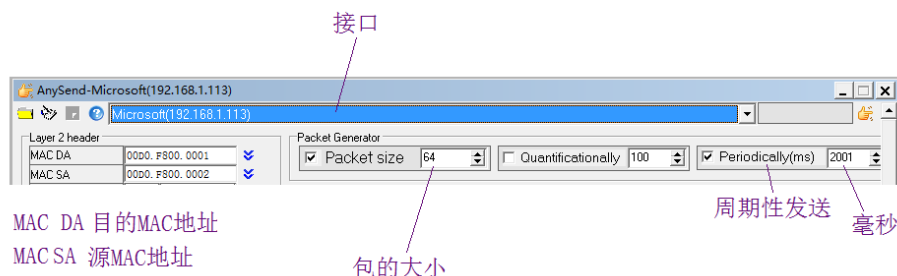 接口
AnySend-Microsoft(192.168.1.113)
Microsoft(192.168.1.113)
Layer 2 header
Packet Generator
MAC DA 00D0. F800. 0001
Packet size 64 Quantificationally 100 Periodically(ms) 2001
MAC SA 00D0. F800. 0002
周期性发送
毫秒
MAC DA 目的MAC地址
MAC SA 源MAC地址
包的大小